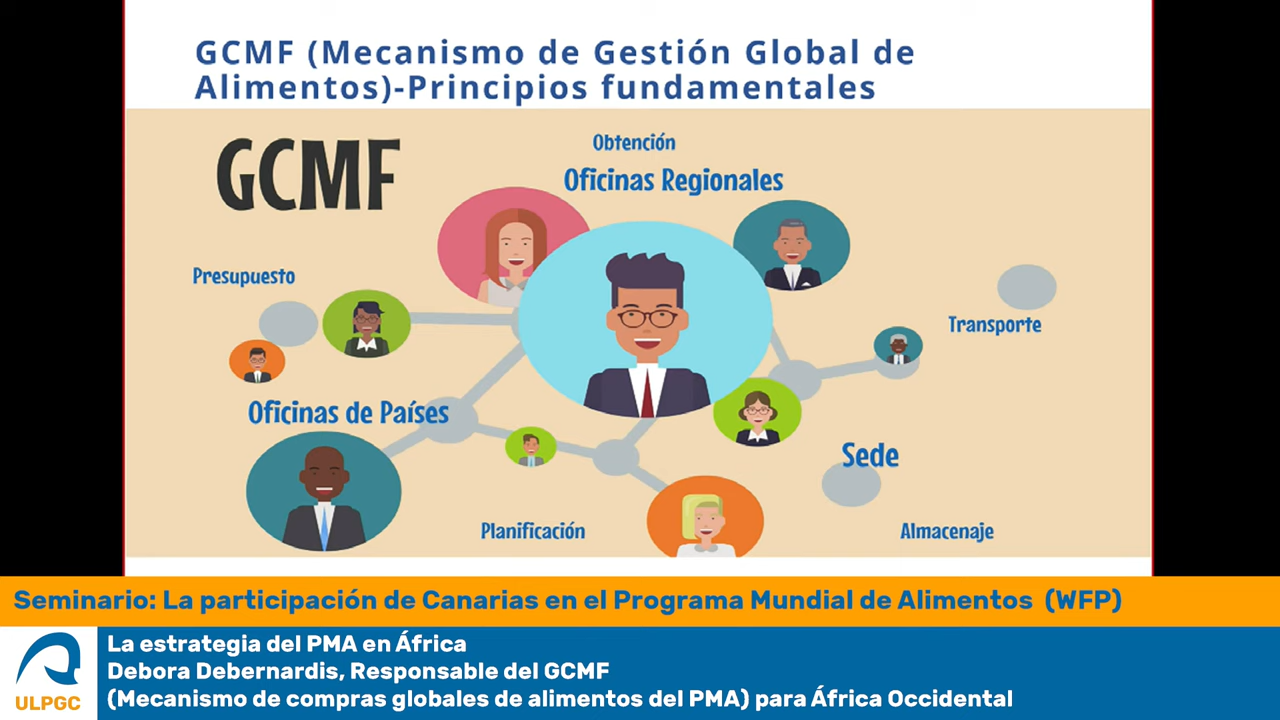 GCMF (Mecanismo de Gestión Global de
Alimentos)-Principios fundamentales
GCMF
Obtención
Oficinas Regionales
Presupuesto
Transporte
Oficinas de Países
Sede
Planificación
Almacenaje
Seminario: La participación de Canarias en el Programa Mundial de Alimentos (WFP)
La estrategia del PMA en África
Debora Debernardis, Responsable del GCMF
(Mecanismo de compras globales de alimentos del PMA) para África Occidental
ULPGC